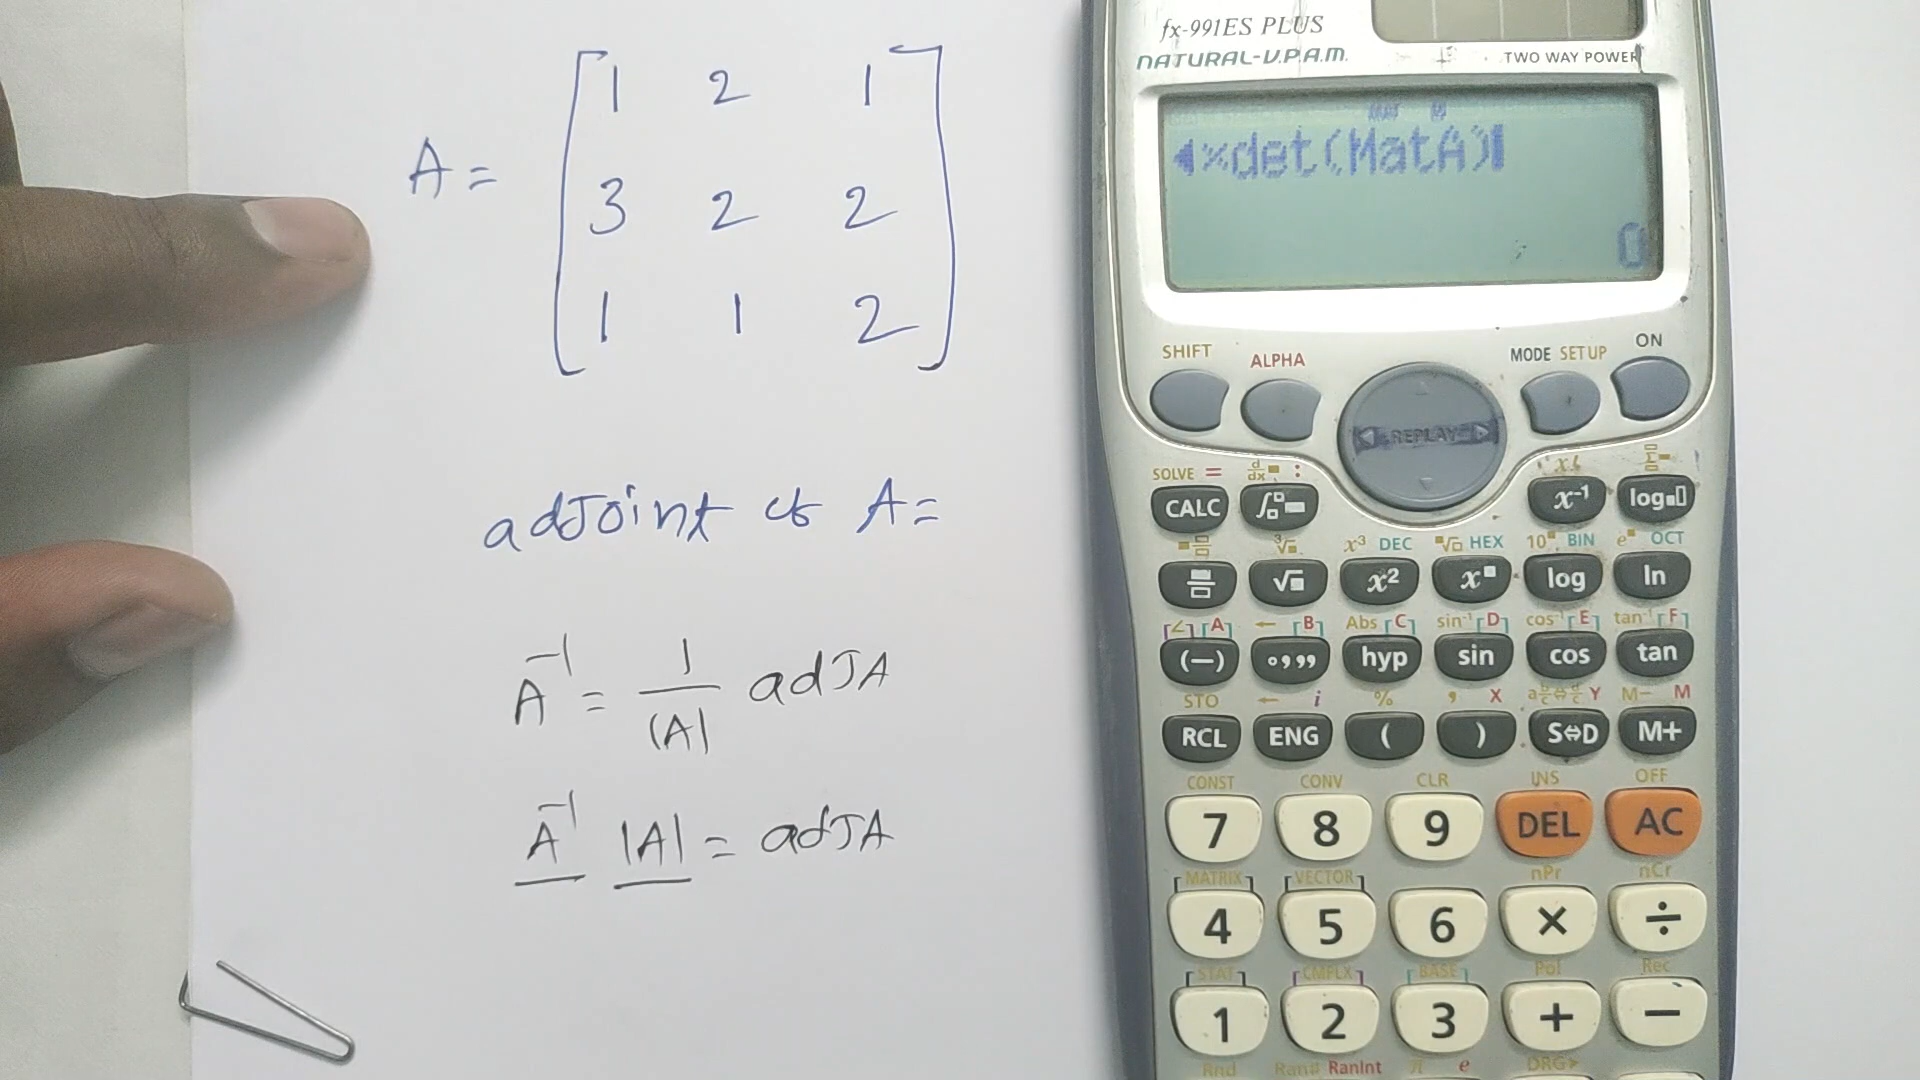 A = [1 2 1
3 2 2
1 1 2]
adJoint of A =
A⁻¹ = 1/|A| adJA
A⁻¹ |A| = adJA
fx-991ES PLUS
NATURAL-V.P.A.M.
TWO WAY POWER
MAT
×det(MatA)
0
SHIFT ALPHA MODE SETUP ON
SOLVE = d/dx :
CALC x⁻¹ log
x³ DEC HEX 10 BIN e OCT
√ x² x log ln
∠ A ← B Abs C sin⁻¹ D cos⁻¹ E tan⁻¹ F
(−) hyp sin cos tan
STO ← i % , X Y M− M
RCL ENG ( ) S⇔D M+
REPLAY
CONST CONV CLR INS OFF
7 8 9 DEL AC
MATRIX VECTOR nPr nCr
4 5 6 × ÷
STAT CMPLX BASE Pol Rec
1 2 3 + −
Rnd Ran# RanInt π e DRG▸